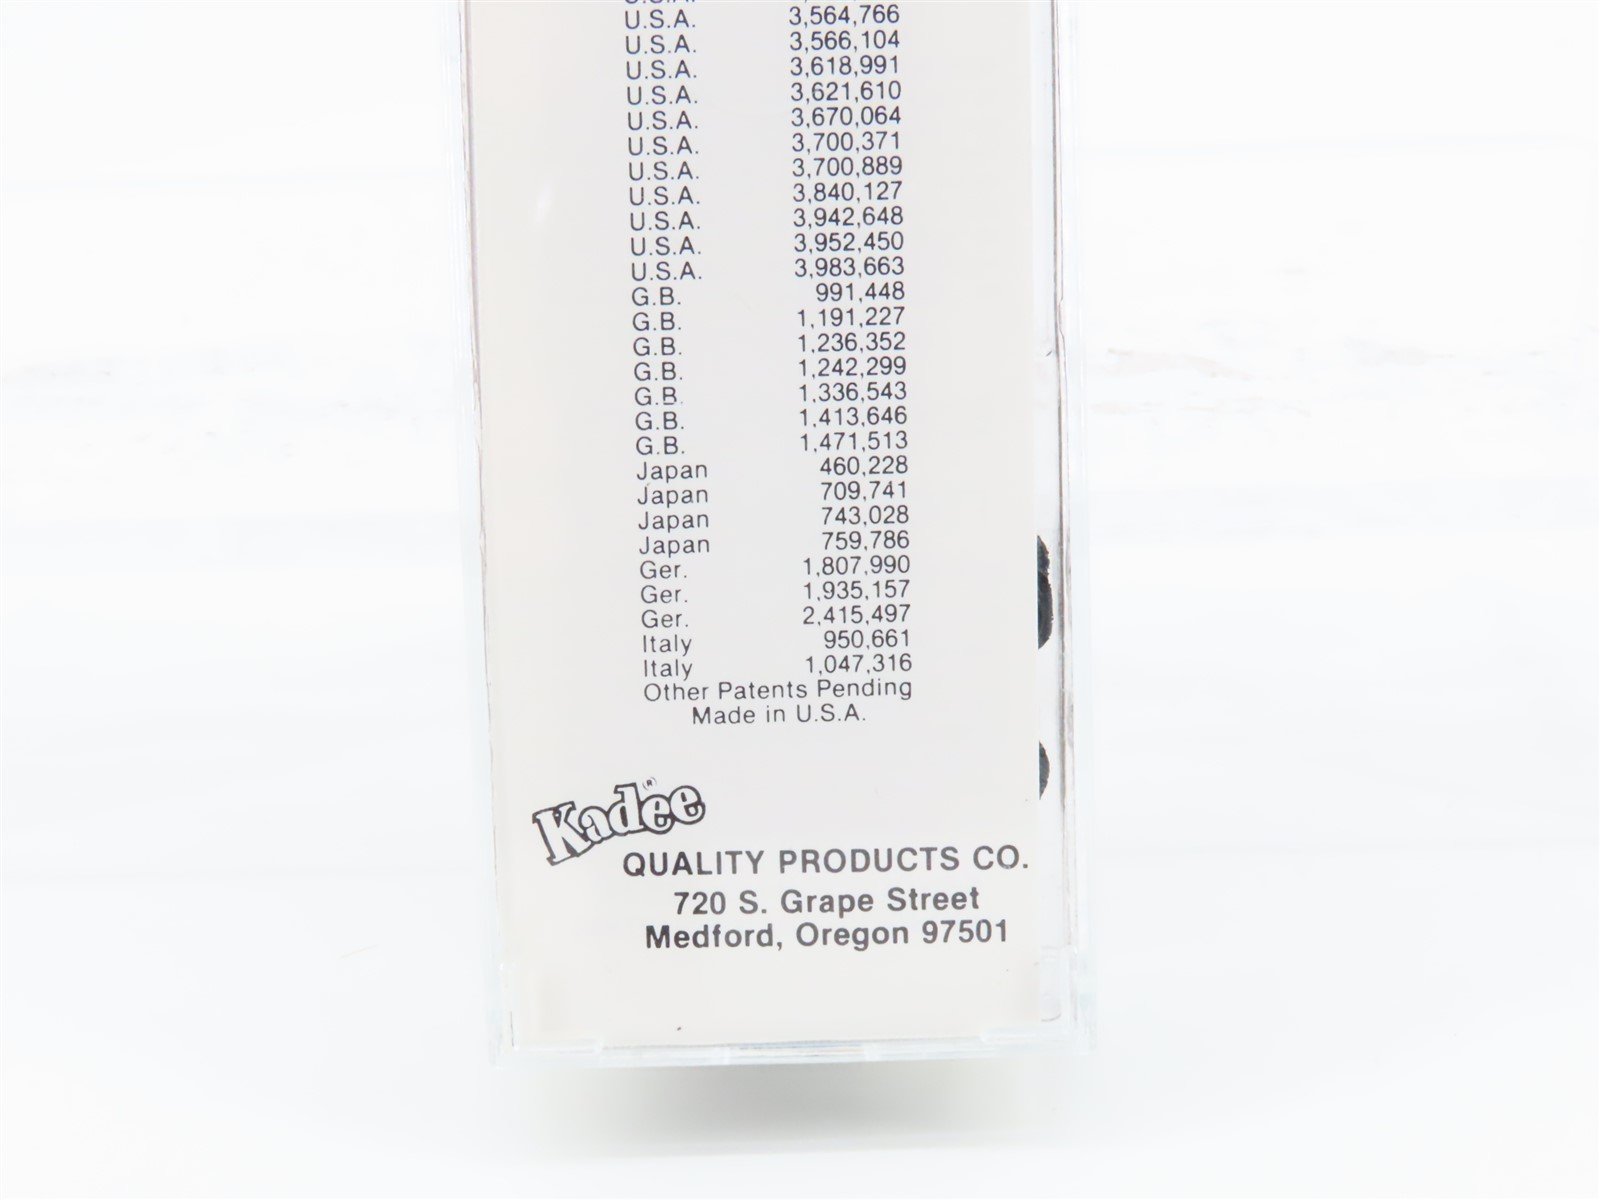 U.S.A. 3,564,766
U.S.A. 3,566,104
U.S.A. 3,618,991
U.S.A. 3,621,610
U.S.A. 3,670,064
U.S.A. 3,700,371
U.S.A. 3,700,889
U.S.A. 3,840,127
U.S.A. 3,942,648
U.S.A. 3,952,450
U.S.A. 3,983,663
G.B. 991,448
G.B. 1,191,227
G.B. 1,236,352
G.B. 1,242,299
G.B. 1,336,543
G.B. 1,413,646
G.B. 1,471,513
Japan 460,228
Japan 709,741
Japan 743,028
Japan 759,786
Ger. 1,807,990
Ger. 1,935,157
Ger. 2,415,497
Italy 950,661
Italy 1,047,316
Other Patents Pending
Made in U.S.A.
Kadee ®
QUALITY PRODUCTS CO.
720 S. Grape Street
Medford, Oregon 97501